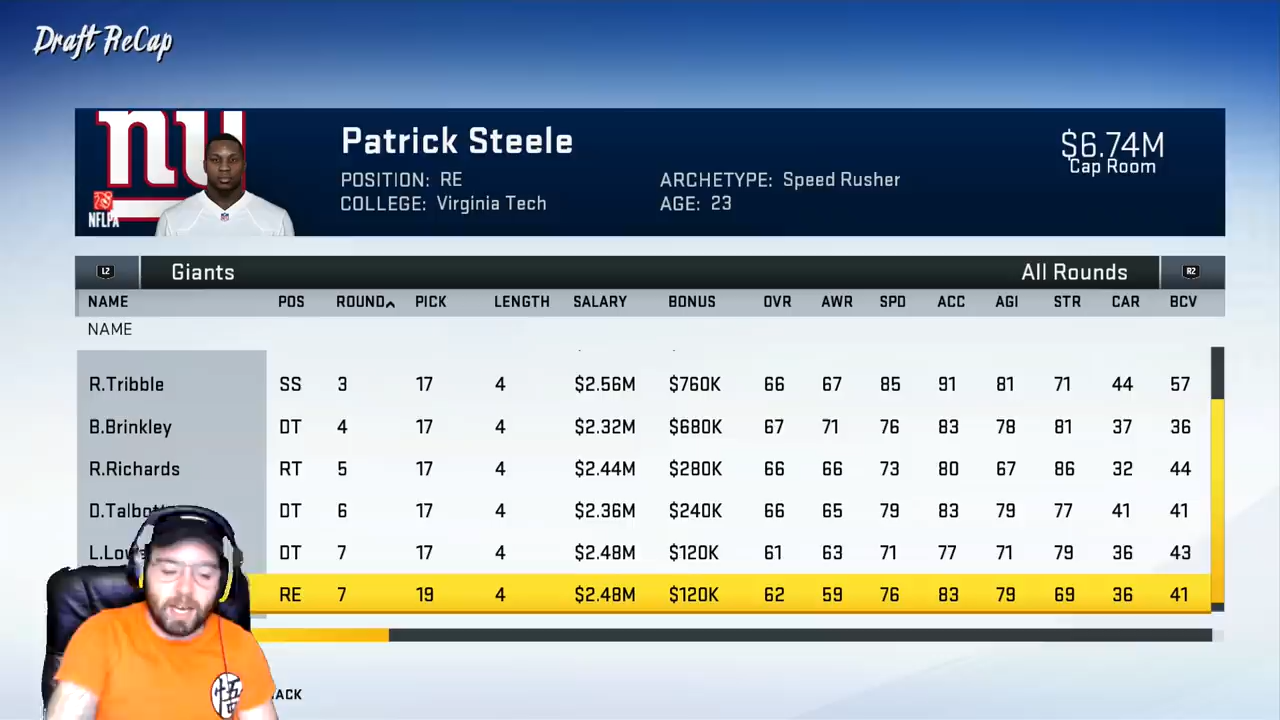 Draft ReCap
Patrick Steele
POSITION: RE
COLLEGE: Virginia Tech
ARCHETYPE: Speed Rusher
AGE: 23
$6.74M
Cap Room
ny
NFLPA
L2 Giants All Rounds R2
NAME POS ROUND PICK LENGTH SALARY BONUS OVR AWR SPD ACC AGI STR CAR BCV
NAME
R.Tribble SS 3 17 4 $2.56M $760K 66 67 85 91 81 71 44 57
B.Brinkley DT 4 17 4 $2.32M $680K 67 71 76 83 78 81 37 36
R.Richards RT 5 17 4 $2.44M $280K 66 66 73 80 67 86 32 44
D.Talbot DT 6 17 4 $2.36M $240K 66 65 79 83 79 77 41 41
L.Low DT 7 17 4 $2.48M $120K 61 63 71 77 71 79 36 43
RE 7 19 4 $2.48M $120K 62 59 76 83 79 69 36 41
悟
ACK